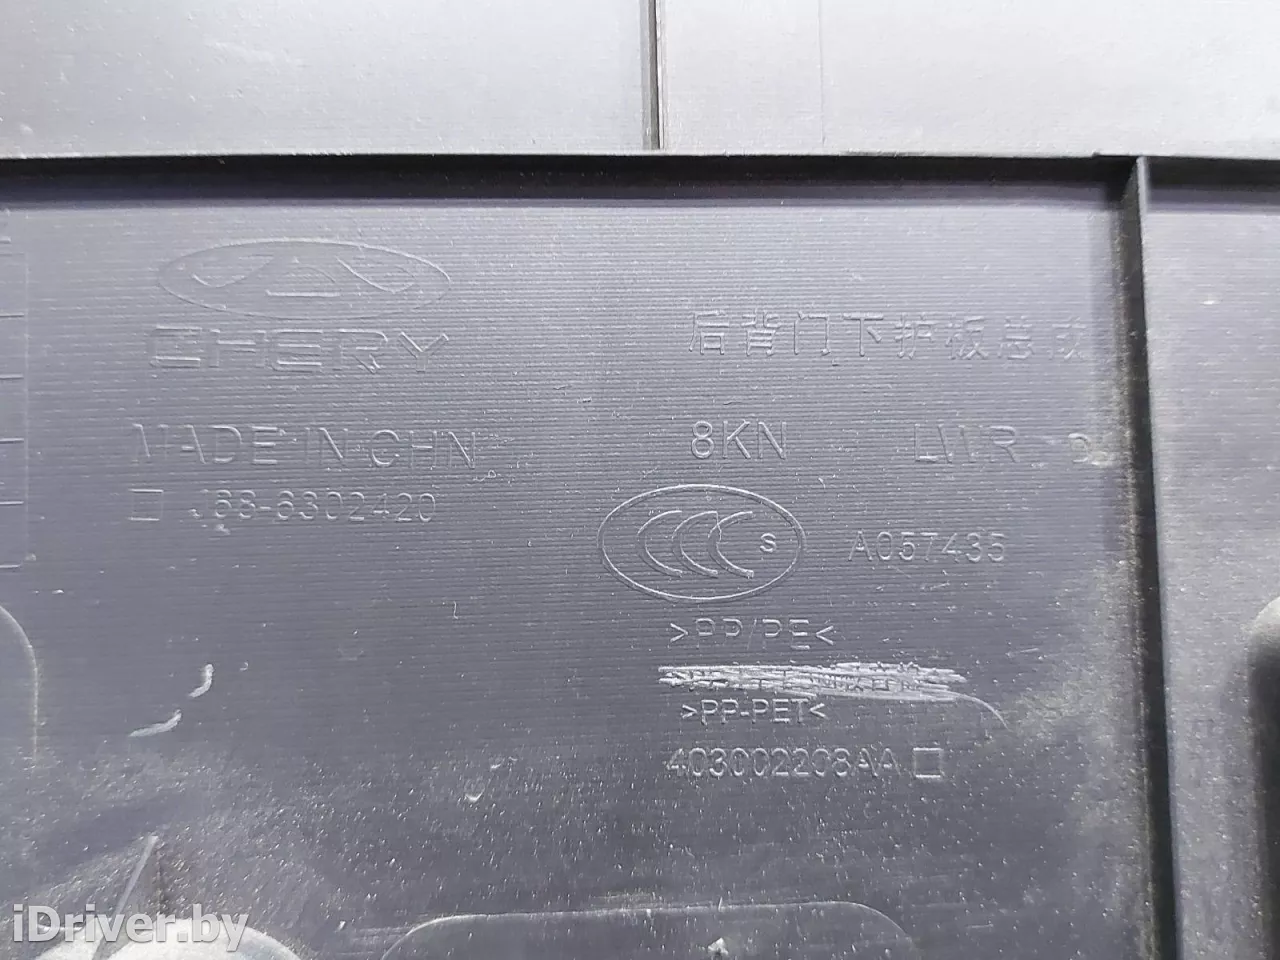 CHERY
后背门下护板总成
MADE IN CHN
8KN LWR
□ J68-6302420
S
A057435
>PP/PE<
>PP-PET<
403002208AA □
iDriver.by